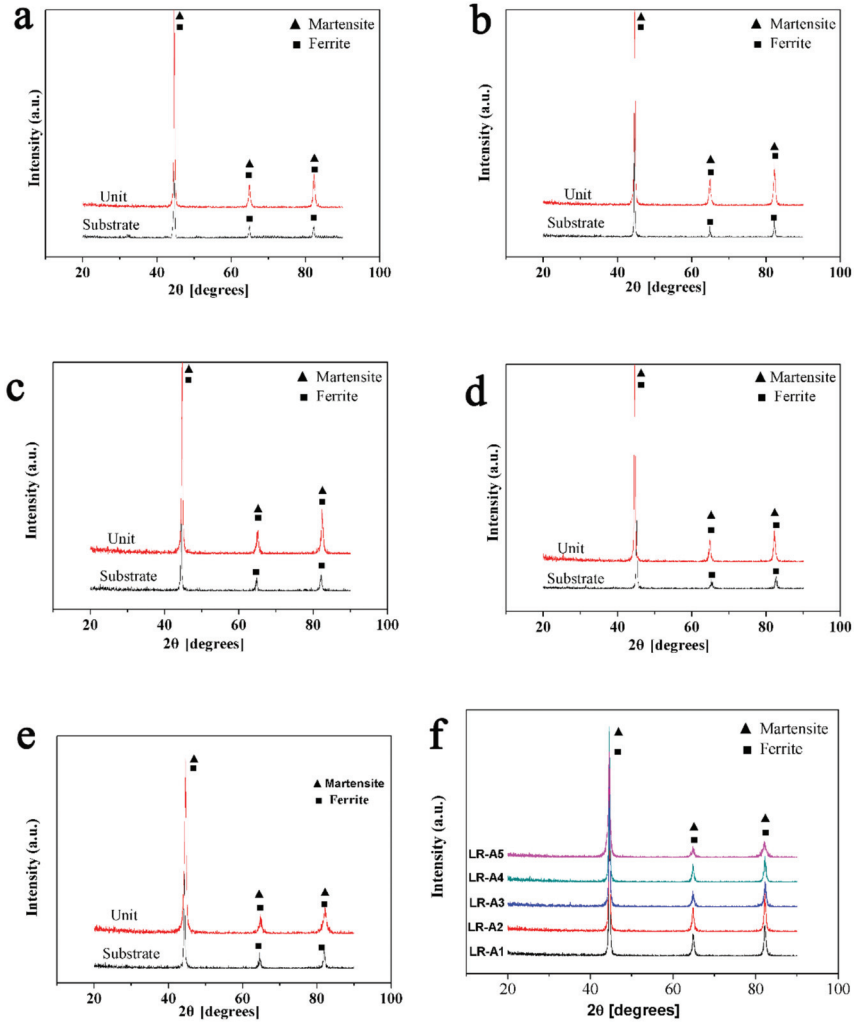 a
▲ Martensite
■ Ferrite
Intensity (a.u.)
Unit
Substrate
20 40 60 80 100
2θ [degrees]
b
▲ Martensite
■ Ferrite
Intensity (a.u.)
Unit
Substrate
20 40 60 80 100
2θ [degrees]
c
▲ Martensite
■ Ferrite
Intensity (a.u.)
Unit
Substrate
20 40 60 80 100
2θ [degrees]
d
▲ Martensite
■ Ferrite
Intensity (a.u.)
Unit
Substrate
20 40 60 80 100
2θ [degrees]
e
▲ Martensite
■ Ferrite
Intensity (a.u.)
Unit
Substrate
20 40 60 80 100
2θ [degrees]
f
▲ Martensite
■ Ferrite
Intensity (a.u.)
LR-A5
LR-A4
LR-A3
LR-A2
LR-A1
20 40 60 80 100
2θ [degrees]